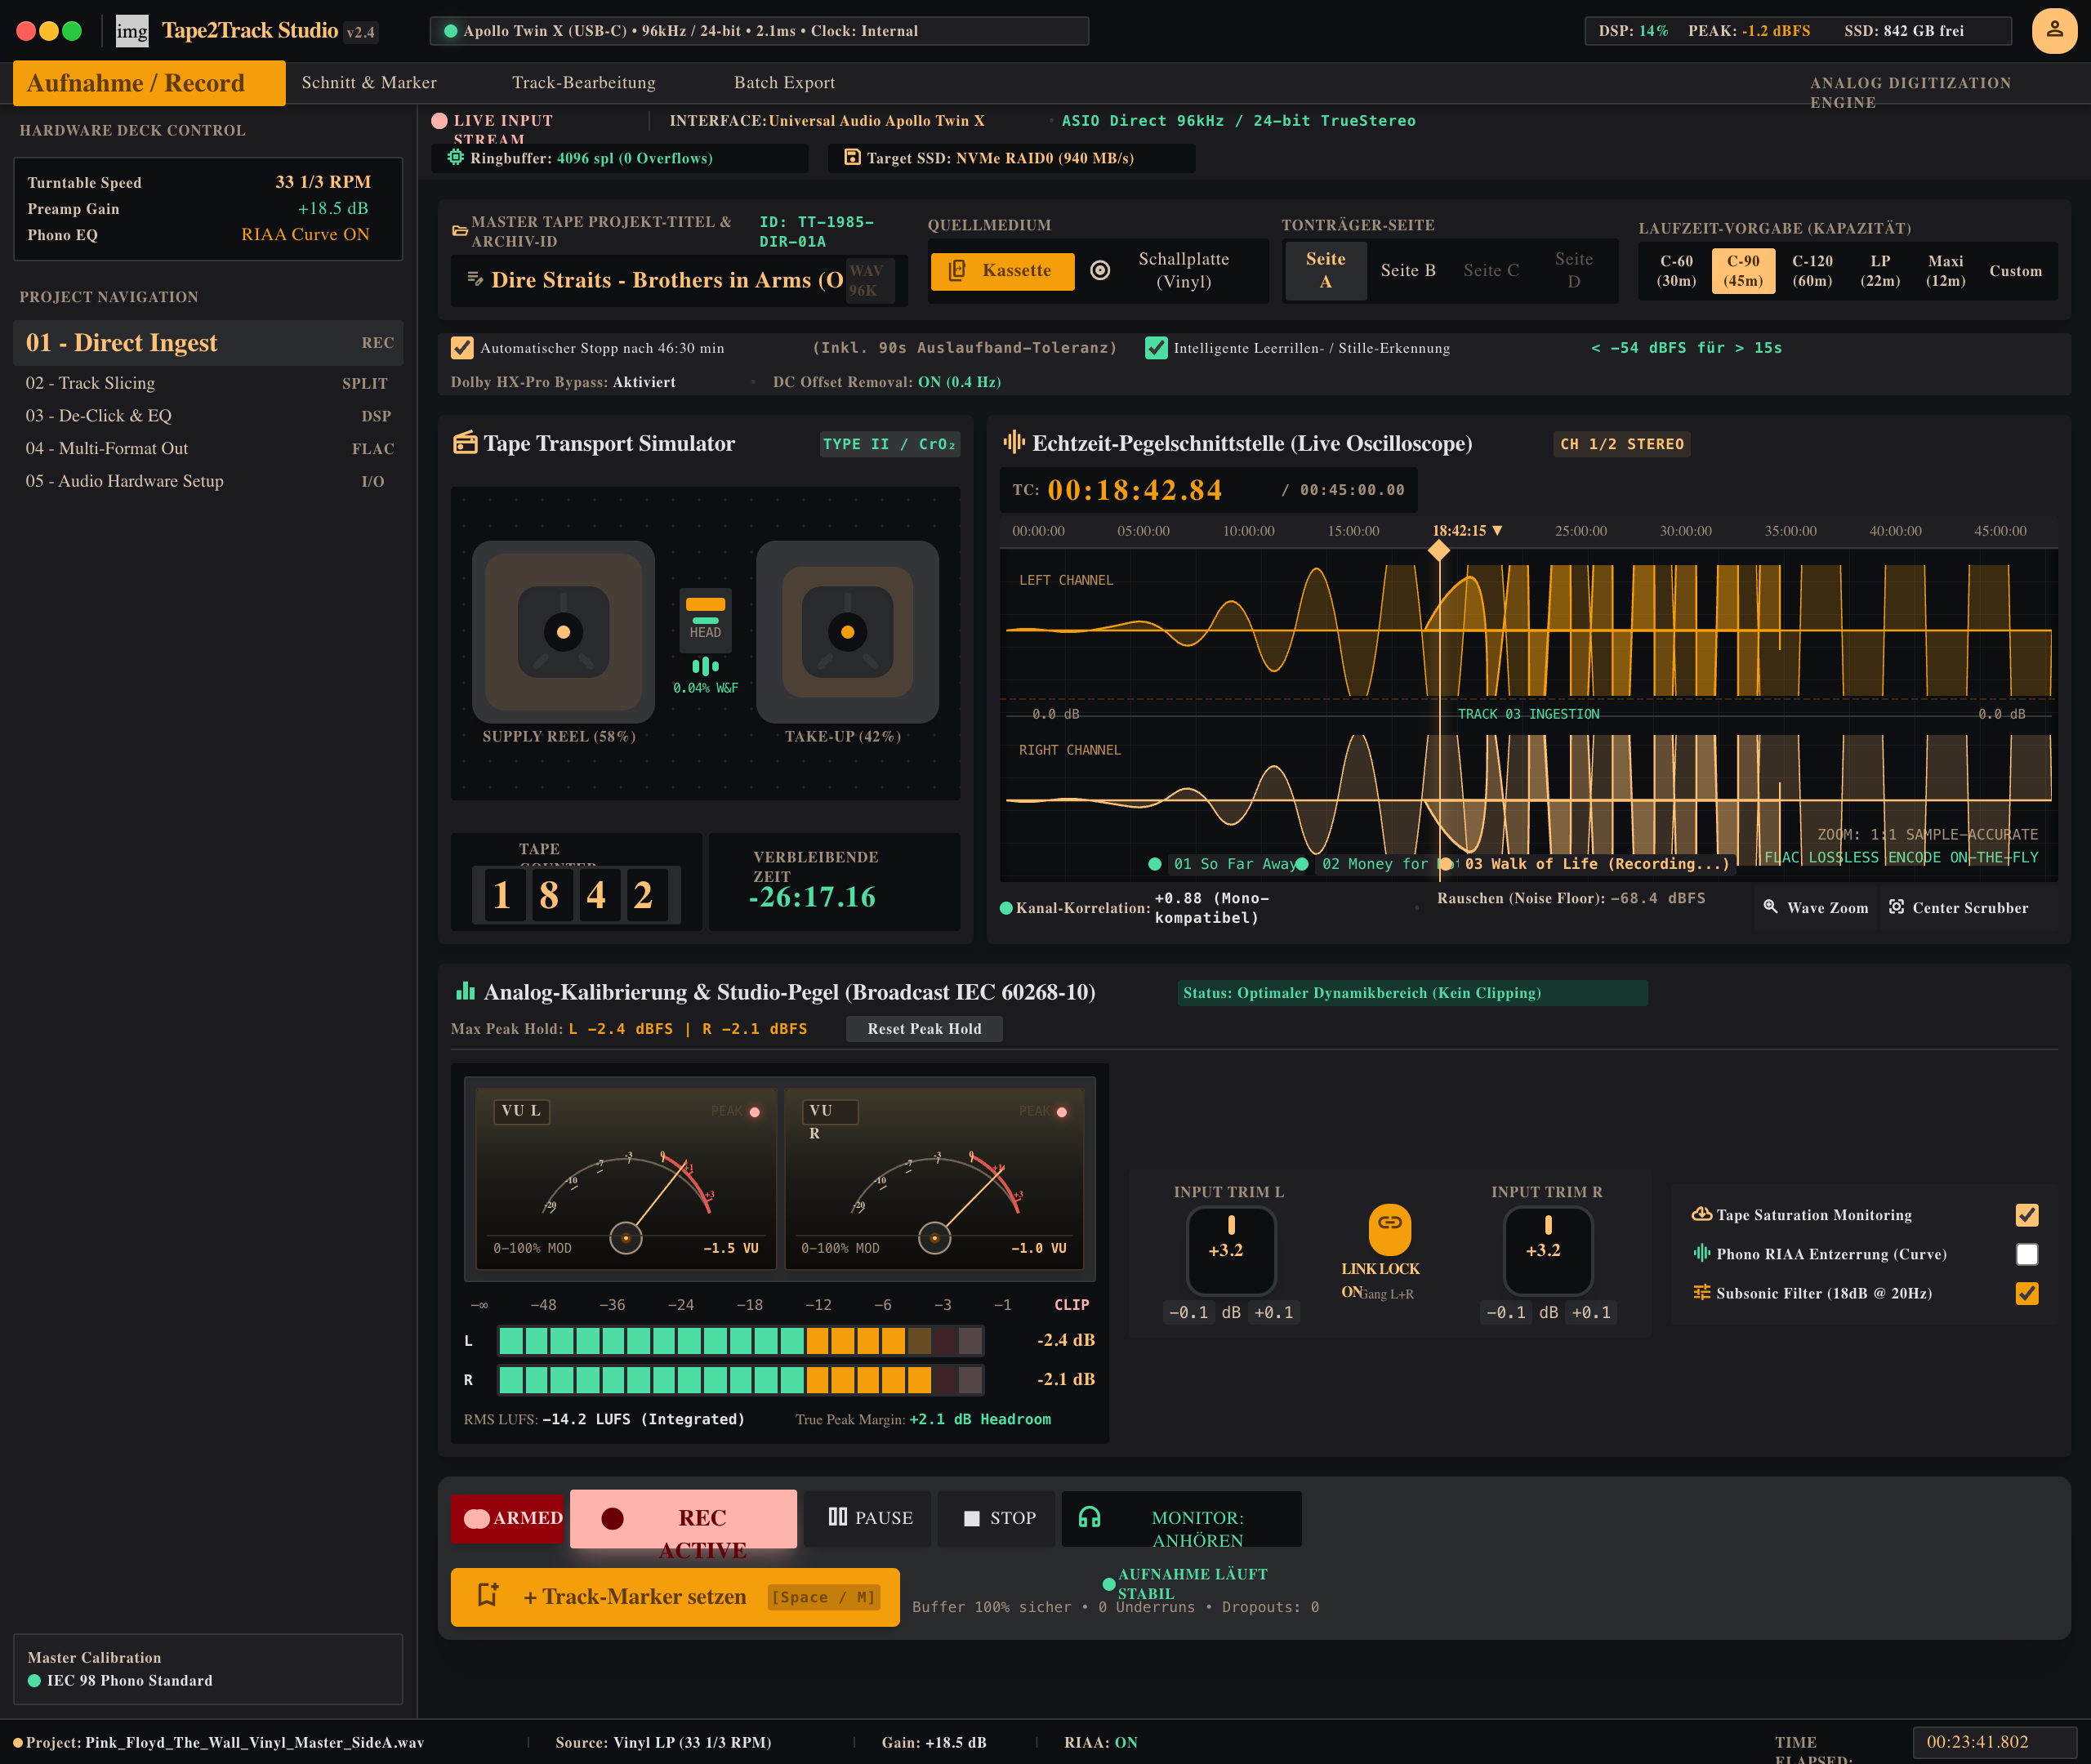 img Tape2Track Studio v2.4
Apollo Twin X (USB-C) • 96kHz / 24-bit • 2.1ms • Clock: Internal
DSP: 14% PEAK: -1.2 dBFS SSD: 842 GB frei
Aufnahme / Record
Schnitt & Marker
Track-Bearbeitung
Batch Export
ANALOG DIGITIZATION
ENGINE
HARDWARE DECK CONTROL
Turntable Speed 33 1/3 RPM
Preamp Gain +18.5 dB
Phono EQ RIAA Curve ON
PROJECT NAVIGATION
01 - Direct Ingest REC
02 - Track Slicing SPLIT
03 - De-Click & EQ DSP
04 - Multi-Format Out FLAC
05 - Audio Hardware Setup I/O
Master Calibration
IEC 98 Phono Standard
LIVE INPUT
STREAM
INTERFACE: Universal Audio Apollo Twin X
• ASIO Direct 96kHz / 24-bit TrueStereo
Ringbuffer: 4096 spl (0 Overflows)
Target SSD: NVMe RAID0 (940 MB/s)
MASTER TAPE PROJEKT-TITEL &
ARCHIV-ID
ID: TT-1985-
DIR-01A
Dire Straits - Brothers in Arms (O
WAV
96K
QUELLMEDIUM
Kassette
Schallplatte
(Vinyl)
TONTRÄGER-SEITE
Seite
A
Seite B
Seite C
Seite
D
LAUFZEIT-VORGABE (KAPAZITÄT)
C-60
(30m)
C-90
(45m)
C-120
(60m)
LP
(22m)
Maxi
(12m)
Custom
Automatischer Stopp nach 46:30 min (Inkl. 90s Auslaufband-Toleranz)
Intelligente Leerrillen- / Stille-Erkennung < -54 dBFS für > 15s
Dolby HX-Pro Bypass: Aktiviert • DC Offset Removal: ON (0.4 Hz)
Tape Transport Simulator
TYPE II / CrO₂
HEAD
0.04% W&F
SUPPLY REEL (58%)
TAKE-UP (42%)
TAPE
COUNTER
1 8 4 2
VERBLEIBENDE
ZEIT
-26:17.16
Echtzeit-Pegelschnittstelle (Live Oscilloscope)
CH 1/2 STEREO
TC: 00:18:42.84 / 00:45:00.00
00:00:00 05:00:00 10:00:00 15:00:00 18:42:15 ▼ 25:00:00 30:00:00 35:00:00 40:00:00 45:00:00
LEFT CHANNEL
0.0 dB TRACK 03 INGESTION 0.0 dB
RIGHT CHANNEL
ZOOM: 1:1 SAMPLE-ACCURATE
FLAC LOSSLESS ENCODE ON-THE-FLY
01 So Far Away
02 Money for
03 Walk of Life (Recording...)
Kanal-Korrelation: +0.88 (Mono-
kompatibel)
• Rauschen (Noise Floor): -68.4 dBFS
Wave Zoom
Center Scrubber
Analog-Kalibrierung & Studio-Pegel (Broadcast IEC 60268-10)
Status: Optimaler Dynamikbereich (Kein Clipping)
Max Peak Hold: L -2.4 dBFS | R -2.1 dBFS
Reset Peak Hold
VU L PEAK
-20 -10 -7 -3 0 +1 +3
0-100% MOD -1.5 VU
VU
R
PEAK
-20 -10 -7 -3 0 +1 +3
0-100% MOD -1.0 VU
-∞ -48 -36 -24 -18 -12 -6 -3 -1 CLIP
L -2.4 dB
R -2.1 dB
RMS LUFS: -14.2 LUFS (Integrated)
True Peak Margin: +2.1 dB Headroom
INPUT TRIM L
+3.2
-0.1 dB +0.1
LINK LOCK
ON
Gang L+R
INPUT TRIM R
+3.2
-0.1 dB +0.1
Tape Saturation Monitoring
Phono RIAA Entzerrung (Curve)
Subsonic Filter (18dB @ 20Hz)
ARMED
REC
ACTIVE
PAUSE
STOP
MONITOR:
ANHÖREN
+ Track-Marker setzen [Space / M]
AUFNAHME LÄUFT
STABIL
Buffer 100% sicher • 0 Underruns • Dropouts: 0
Project: Pink_Floyd_The_Wall_Vinyl_Master_SideA.wav | Source: Vinyl LP (33 1/3 RPM) | Gain: +18.5 dB | RIAA: ON
TIME
ELAPSED:
00:23:41.802